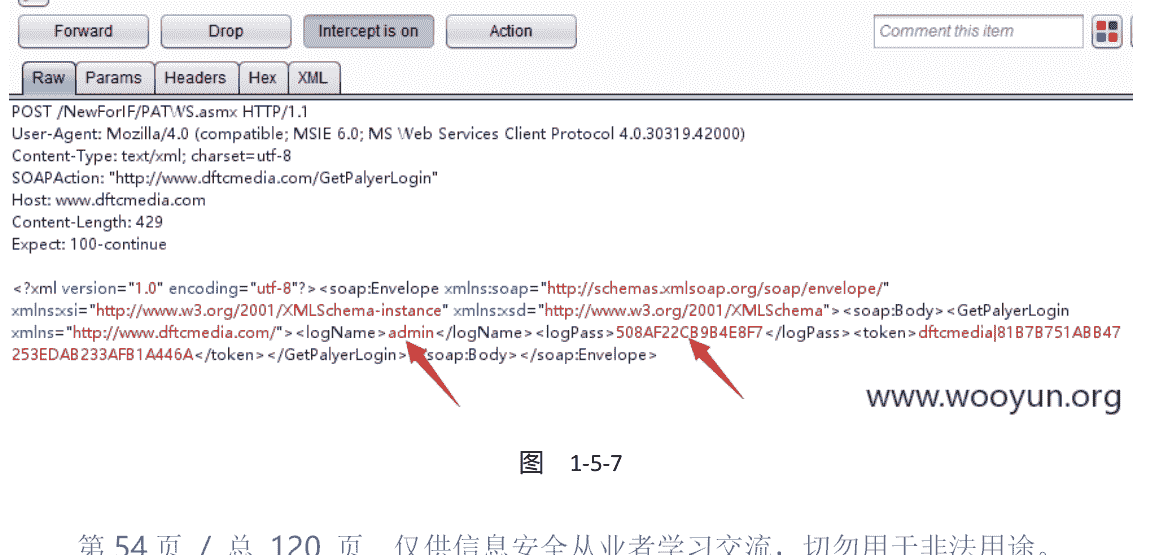 Forward Drop Intercept is on Action Comment this item
Raw Params Headers Hex XML
POST /NewForIF/PATWS.asmx HTTP/1.1
User-Agent: Mozilla/4.0 (compatible; MSIE 6.0; MS Web Services Client Protocol 4.0.30319.42000)
Content-Type: text/xml; charset=utf-8
SOAPAction: "http://www.dftcmedia.com/GetPalyerLogin"
Host: www.dftcmedia.com
Content-Length: 429
Expect: 100-continue
<?xml version="1.0" encoding="utf-8"?><soap:Envelope xmlns:soap="http://schemas.xmlsoap.org/soap/envelope/"
xmlns:xsi="http://www.w3.org/2001/XMLSchema-instance" xmlns:xsd="http://www.w3.org/2001/XMLSchema"><soap:Body><GetPalyerLogin
xmlns="http://www.dftcmedia.com/"><logName>admin</logName><logPass>508AF22CB9B4E8F7</logPass><token>dftcmedia|81B7B751ABB47
253EDAB233AFB1A446A</token></GetPalyerLogin></soap:Body></soap:Envelope>
www.wooyun.org
图 1-5-7
第 54 页 / 总 120 页 仅供信息安全从业者学习交流，切勿用于非法用途。